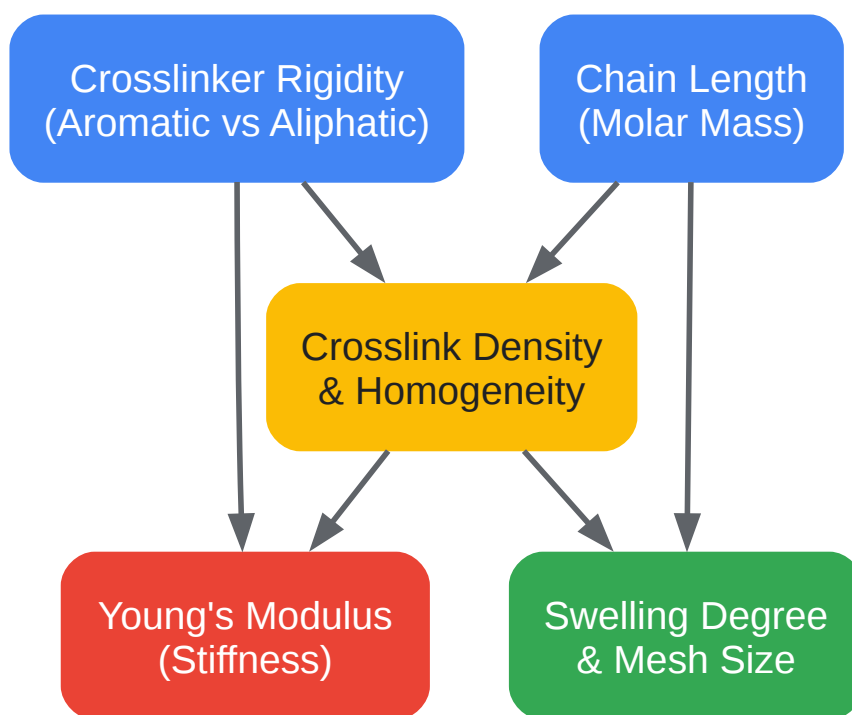 Crosslinker Rigidity
(Aromatic vs Aliphatic)
Chain Length
(Molar Mass)
Crosslink Density
& Homogeneity
Young's Modulus
(Stiffness)
Swelling Degree
& Mesh Size